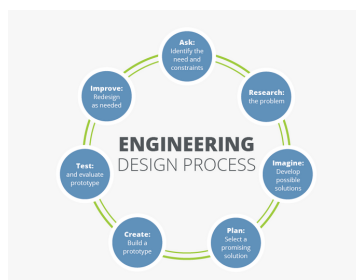 Ask:
Identify the
need and
constraints
Research:
the problem
Imagine:
Develop
possible
solutions
Plan:
Select a
promising
solution
Create:
Build a
prototype
Test:
and evaluate
prototype
Improve:
Redesign
as needed
ENGINEERING
DESIGN PROCESS